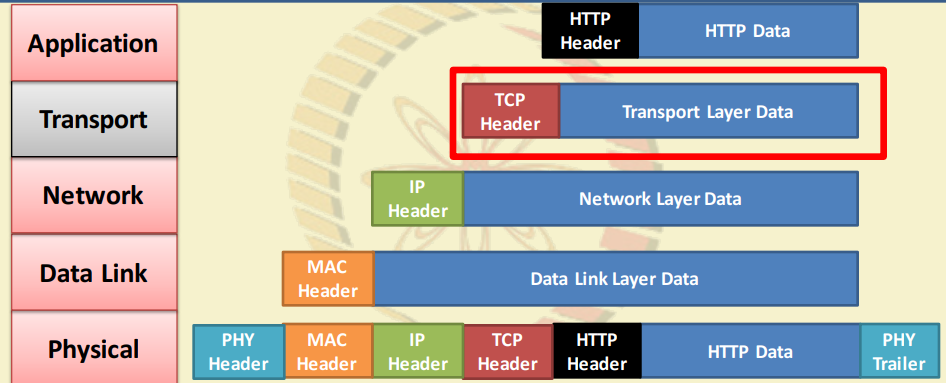 Application
HTTP
Header
HTTP Data
Transport
TCP
Header
Transport Layer Data
Network
IP
Header
Network Layer Data
Data Link
MAC
Header
Data Link Layer Data
Physical
PHY
Header
MAC
Header
IP
Header
TCP
Header
HTTP
Header
HTTP Data
PHY
Trailer